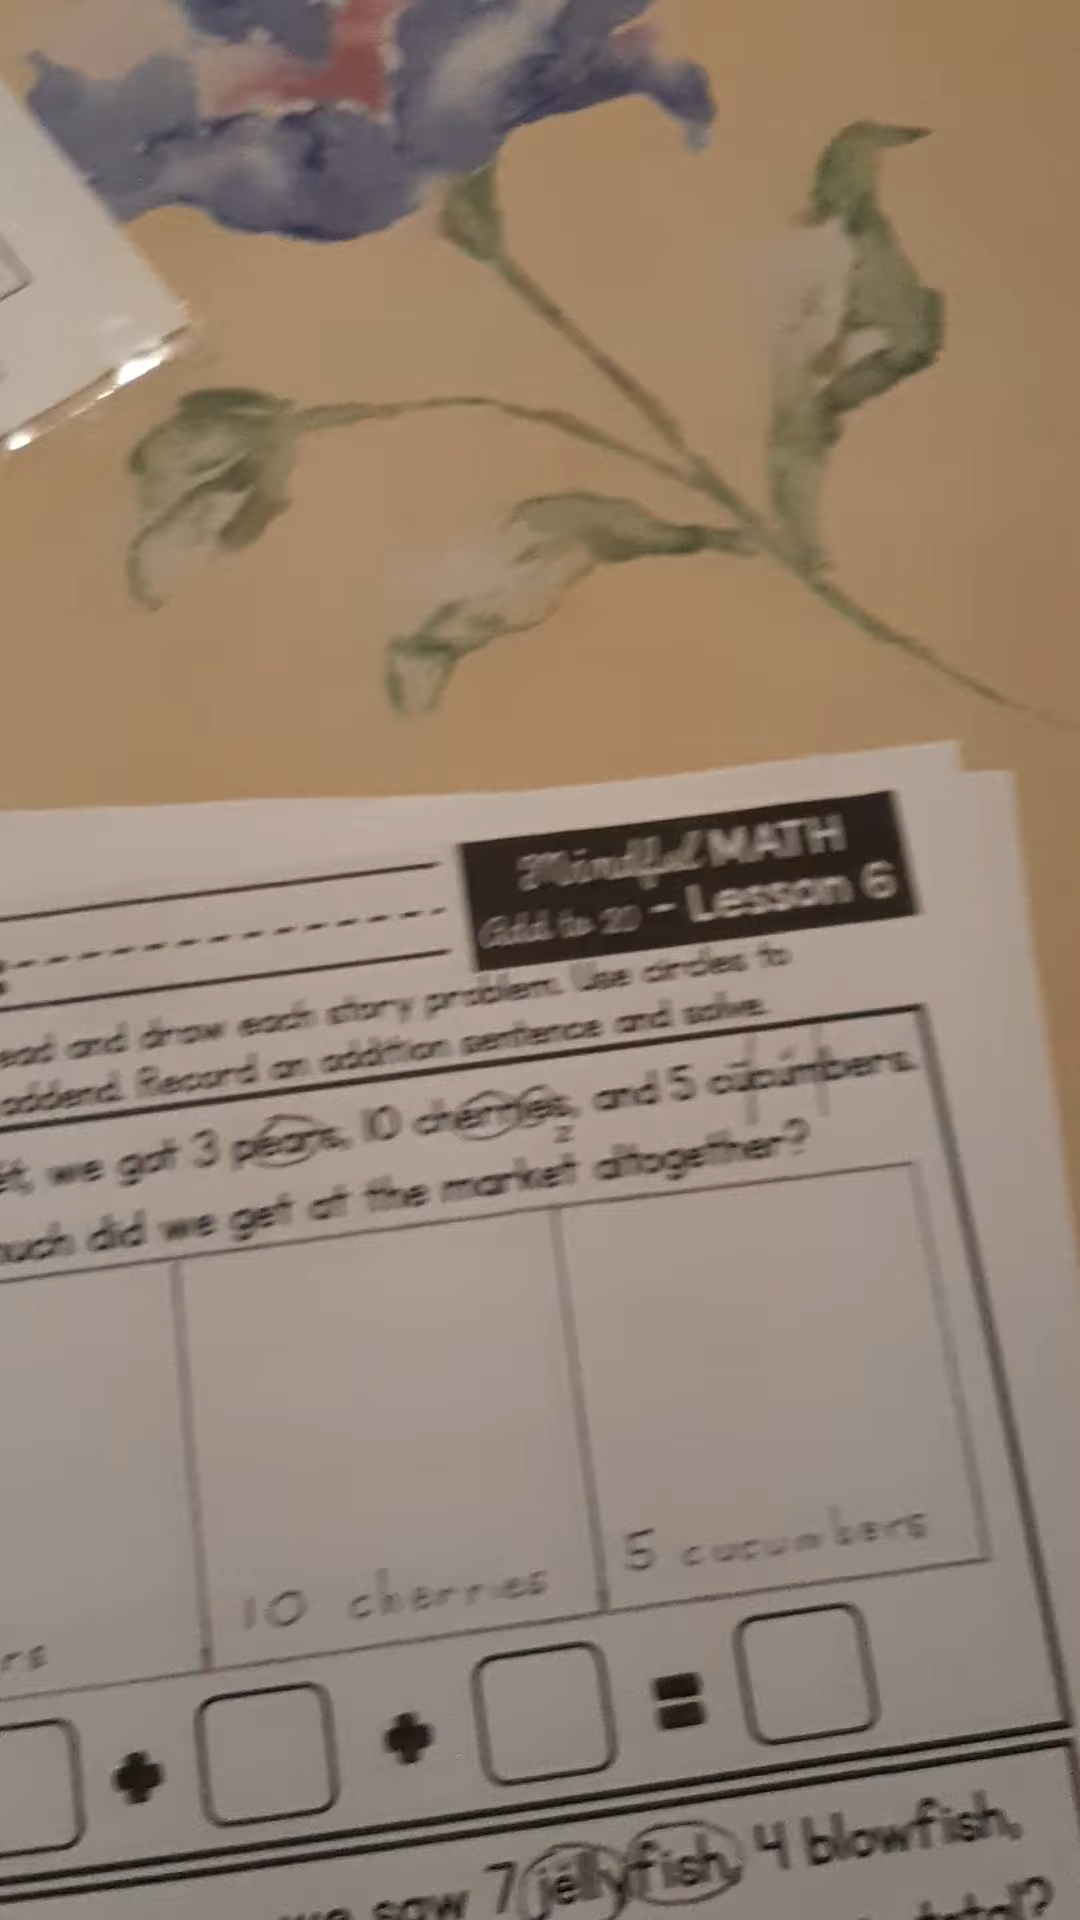 Mindful MATH
Add to 20 - Lesson 6
and draw each story problem. Use circles to
addend. Record an addition sentence and solve.
we got 3 pears, 10 cherries, and 5 cucumbers.
did we get at the market altogether?
10 cherries
5 cucumbers
+ + =
saw 7 jellyfish, 4 blowfish,